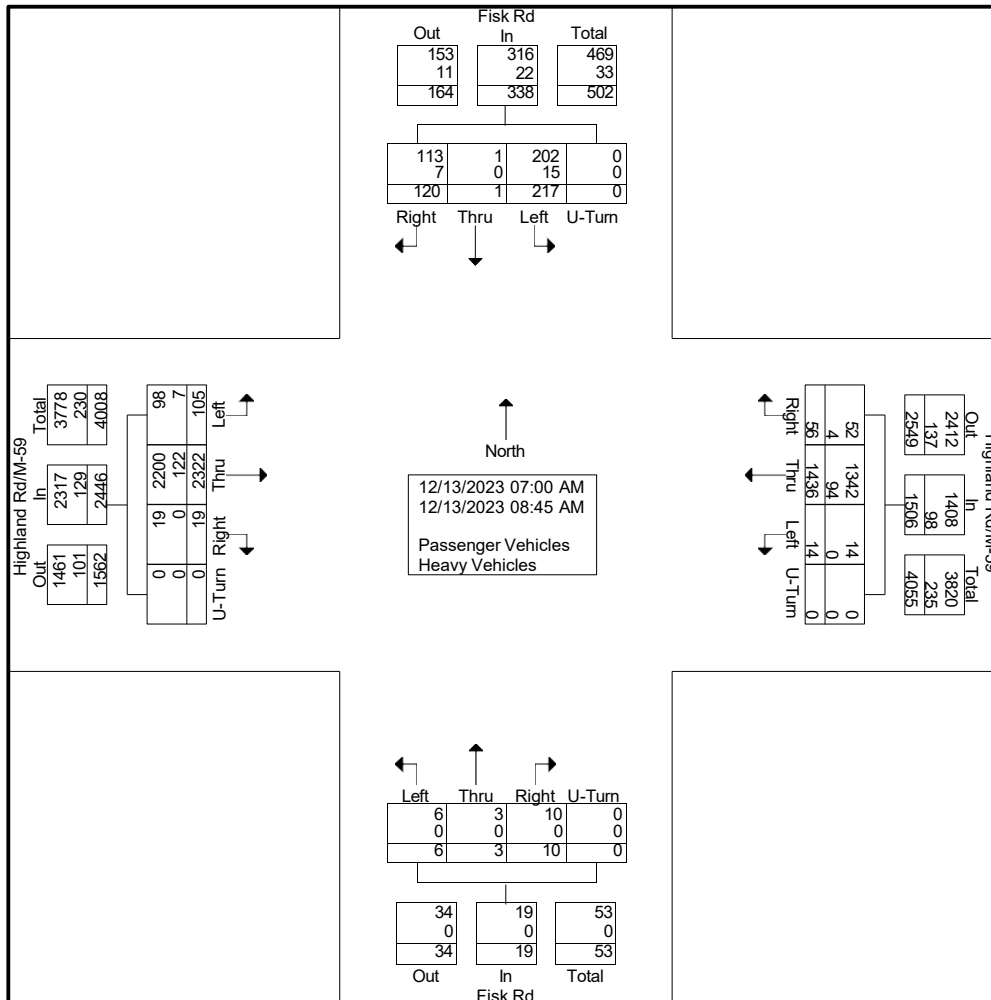 Fisk Rd
Out In Total
153 316 469
11 22 33
164 338 502
113 1 202 0
7 0 15 0
120 1 217 0
Right Thru Left U-Turn
Highland Rd/M-59
Total In Out
3778 2317 1461
230 129 101
4008 2446 1562
98 2200 19 0
7 122 0 0
105 2322 19 0
Left Thru Right U-Turn
North
12/13/2023 07:00 AM
12/13/2023 08:45 AM
Passenger Vehicles
Heavy Vehicles
Highland Rd/M-59
Out In Total
2412 1408 3820
137 98 235
2549 1506 4055
52 1342 14 0
4 94 0 0
56 1436 14 0
Right Thru Left U-Turn
Left Thru Right U-Turn
6 3 10 0
0 0 0 0
6 3 10 0
34 19 53
0 0 0
34 19 53
Out In Total
Fisk Rd